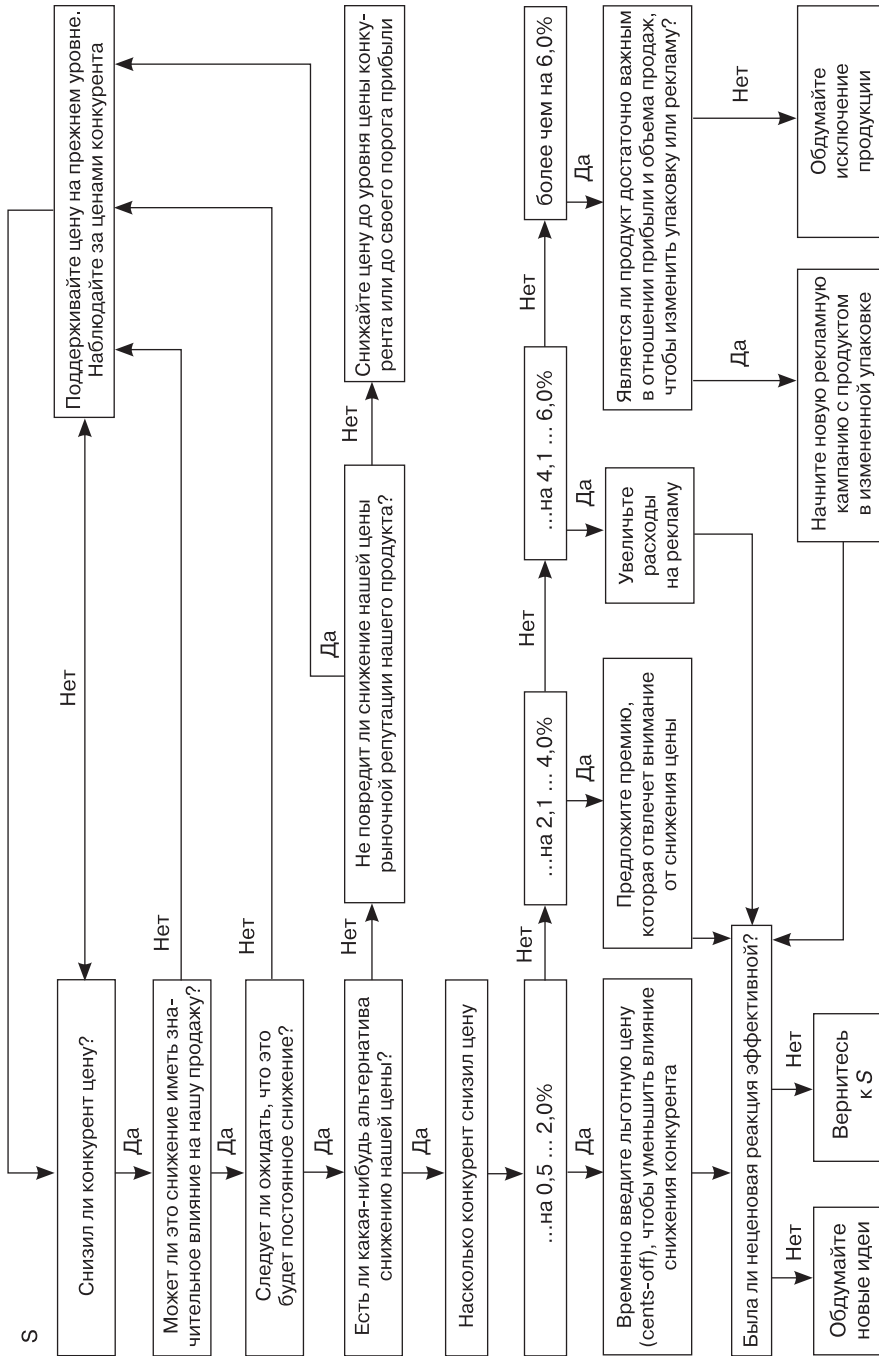 S
Снизил ли конкурент цену?
Нет
Поддерживайте цену на прежнем уровне.
Наблюдайте за ценами конкурента
Да
Может ли это снижение иметь зна-
чительное влияние на нашу продажу?
Нет
Да
Следует ли ожидать, что это
будет постоянное снижение?
Нет
Да
Есть ли какая-нибудь альтернатива
снижению нашей цены?
Нет
Не повредит ли снижение нашей цены
рыночной репутации нашего продукта?
Да
Нет
Снижайте цену до уровня цены конку-
рента или до своего порога прибыли
Да
Насколько конкурент снизил цену
...на 0,5 ... 2,0%
Нет
...на 2,1 ... 4,0%
Нет
...на 4,1 ... 6,0%
Нет
более чем на 6,0%
Да
Да
Да
Да
Временно введите льготную цену
(cents-off), чтобы уменьшить влияние
снижения конкурента
Предложите премию,
которая отвлечет внимание
от снижения цены
Увеличьте
расходы
на рекламу
Является ли продукт достаточно важным
в отношении прибыли и объема продаж,
чтобы изменить упаковку или рекламу?
Да
Нет
Была ли неценовая реакция эффективной?
Нет
Нет
Обдумайте
новые идеи
Вернитесь
к S
Начните новую рекламную
кампанию с продуктом
в измененной упаковке
Обдумайте
исключение
продукции